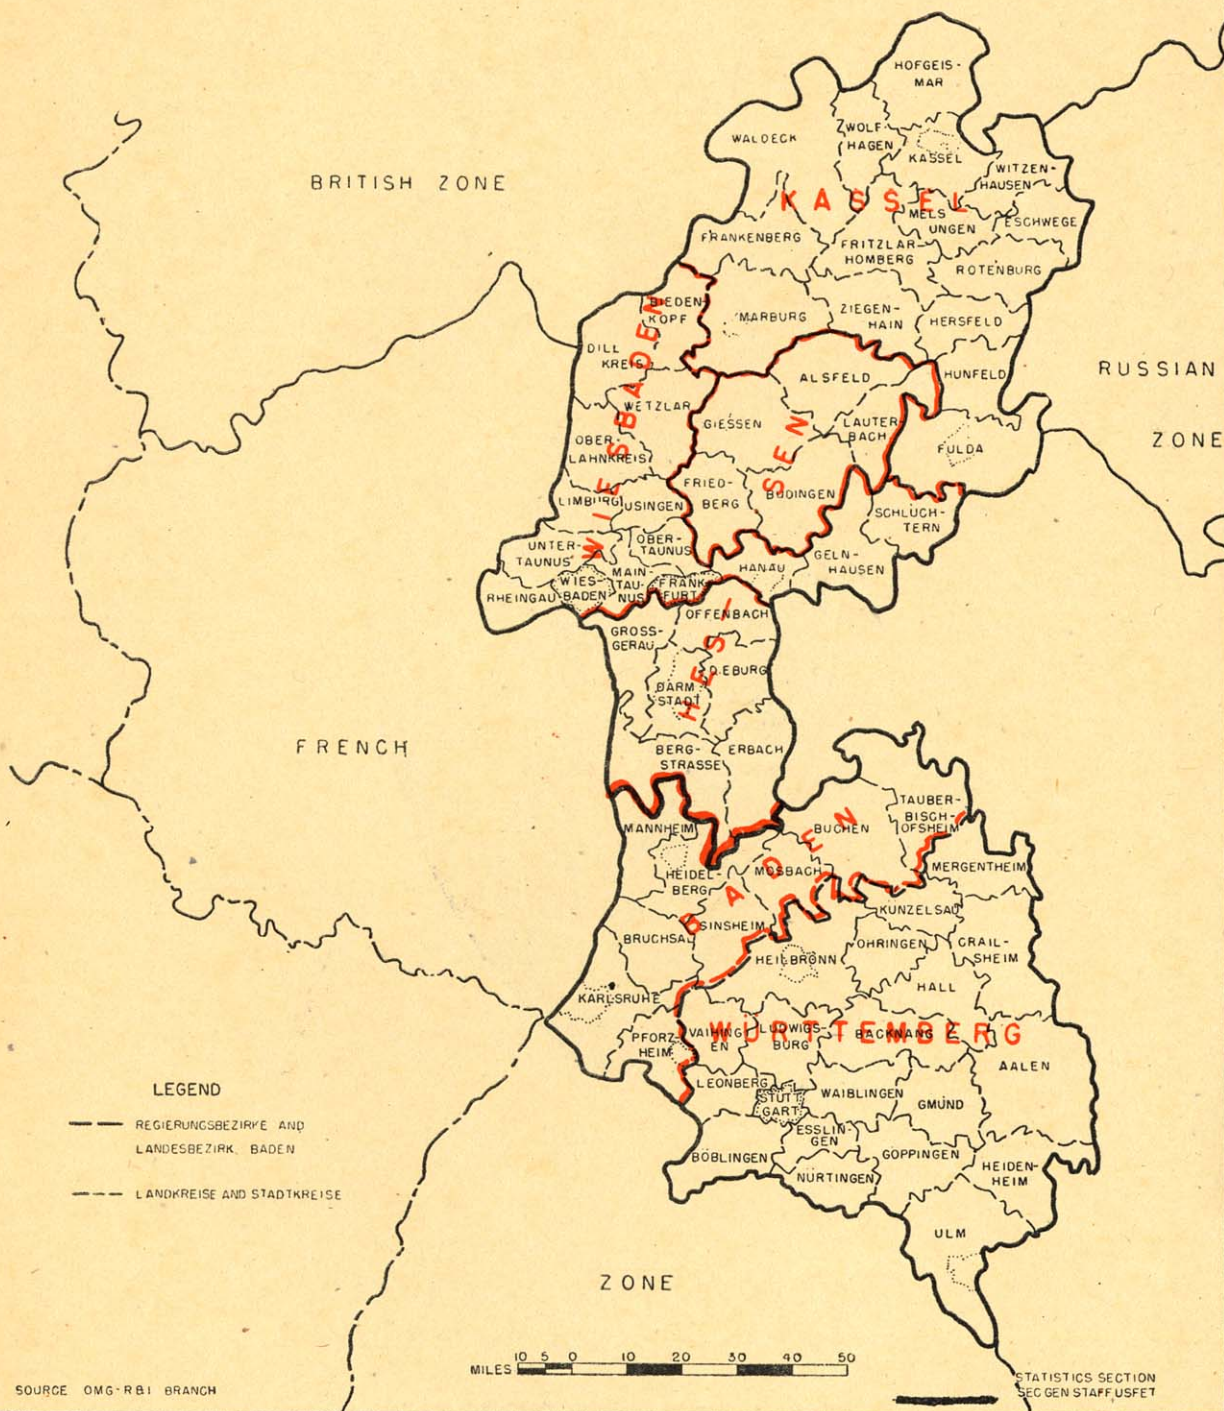 HOFGEIS-
MAR
WALDECK
WOLF-
HAGEN
KASSEL
WITZEN-
HAUSEN
BRITISH ZONE
KASSEL
MELS
UNGEN
ESCHWEGE
FRANKENBERG
FRITZLAR-
HOMBERG
ROTENBURG
BIEDEN
KOPF
MARBURG
ZIEGEN-
HAIN
HERSFELD
DILL
KREIS
WIESBADEN
ALSFELD
HUNFELD
RUSSIAN
ZONE
WETZLAR
GIESSEN
LAUTER
BACH
FULDA
OBER-
LAHNKREIS
LIMBURG
USINGEN
FRIED-
BERG
BUDINGEN
SCHLUCH-
TERN
UNTER-
TAUNUS
OBER-
TAUNUS
HANAU
GELN-
HAUSEN
RHEINGAU
WIES-
BADEN
MAIN-
TAU-
NUS
FRANK
FURT
OFFENBACH
GROSS-
GERAU
HESSEN
DIEBURG
DARM
STADT
FRENCH
BERG-
STRASSE
ERBACH
MANNHEIM
BUCHEN
TAUBER-
BISCH-
OFSHEIM
BADEN
HEIDEL-
BERG
MOSBACH
MERGENTHEIM
SINSHEIM
KUNZELSAU
BRUCHSAL
HEILBRONN
OHRINGEN
CRAIL-
SHEIM
KARLSRUHE
HALL
PFORZ-
HEIM
VAIHING
EN
LUDWIGS-
BURG
BACKNANG
WURTTEMBERG
AALEN
LEONBERG
STUTT
GART
WAIBLINGEN
GMUND
ESSLIN-
GEN
BÖBLINGEN
GÖPPINGEN
HEIDEN-
HEIM
NÜRTINGEN
ULM
LEGEND
REGIERUNGSBEZIRKE AND
LANDESBEZIRK BADEN
LANDKREISE AND STADTKREISE
ZONE
10 5 0 10 20 30 40 50
MILES
SOURCE OMG-RBI BRANCH
STATISTICS SECTION
SEC GEN STAFF USFET